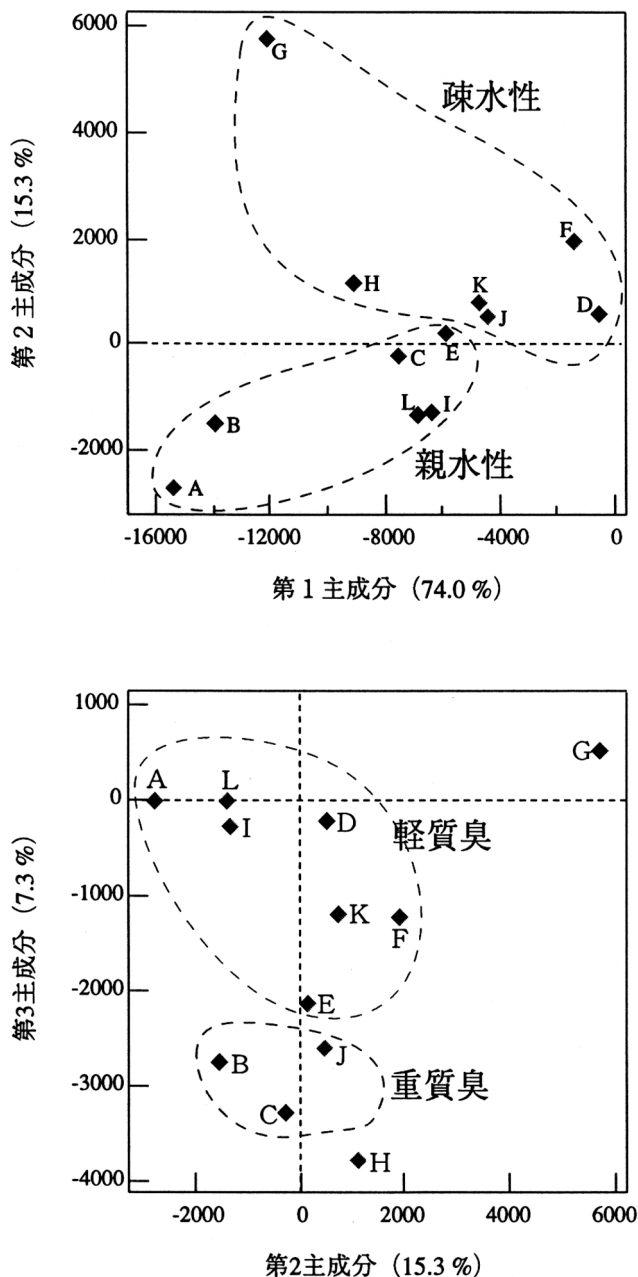 6000
G
疎水性
4000
F
2000
H
K
D
J
0
E
C
L
I
B
-2000
親水性
A
-16000
-12000
-8000
-4000
0
第2主成分（15.3 %）
第1主成分（74.0 %）
1000
G
A
L
0
I
D
軽質臭
-1000
K
F
-2000
E
J
B
-3000
C
重質臭
H
-4000
-2000
0
2000
4000
6000
第3主成分（7.3 %）
第2主成分（15.3 %）